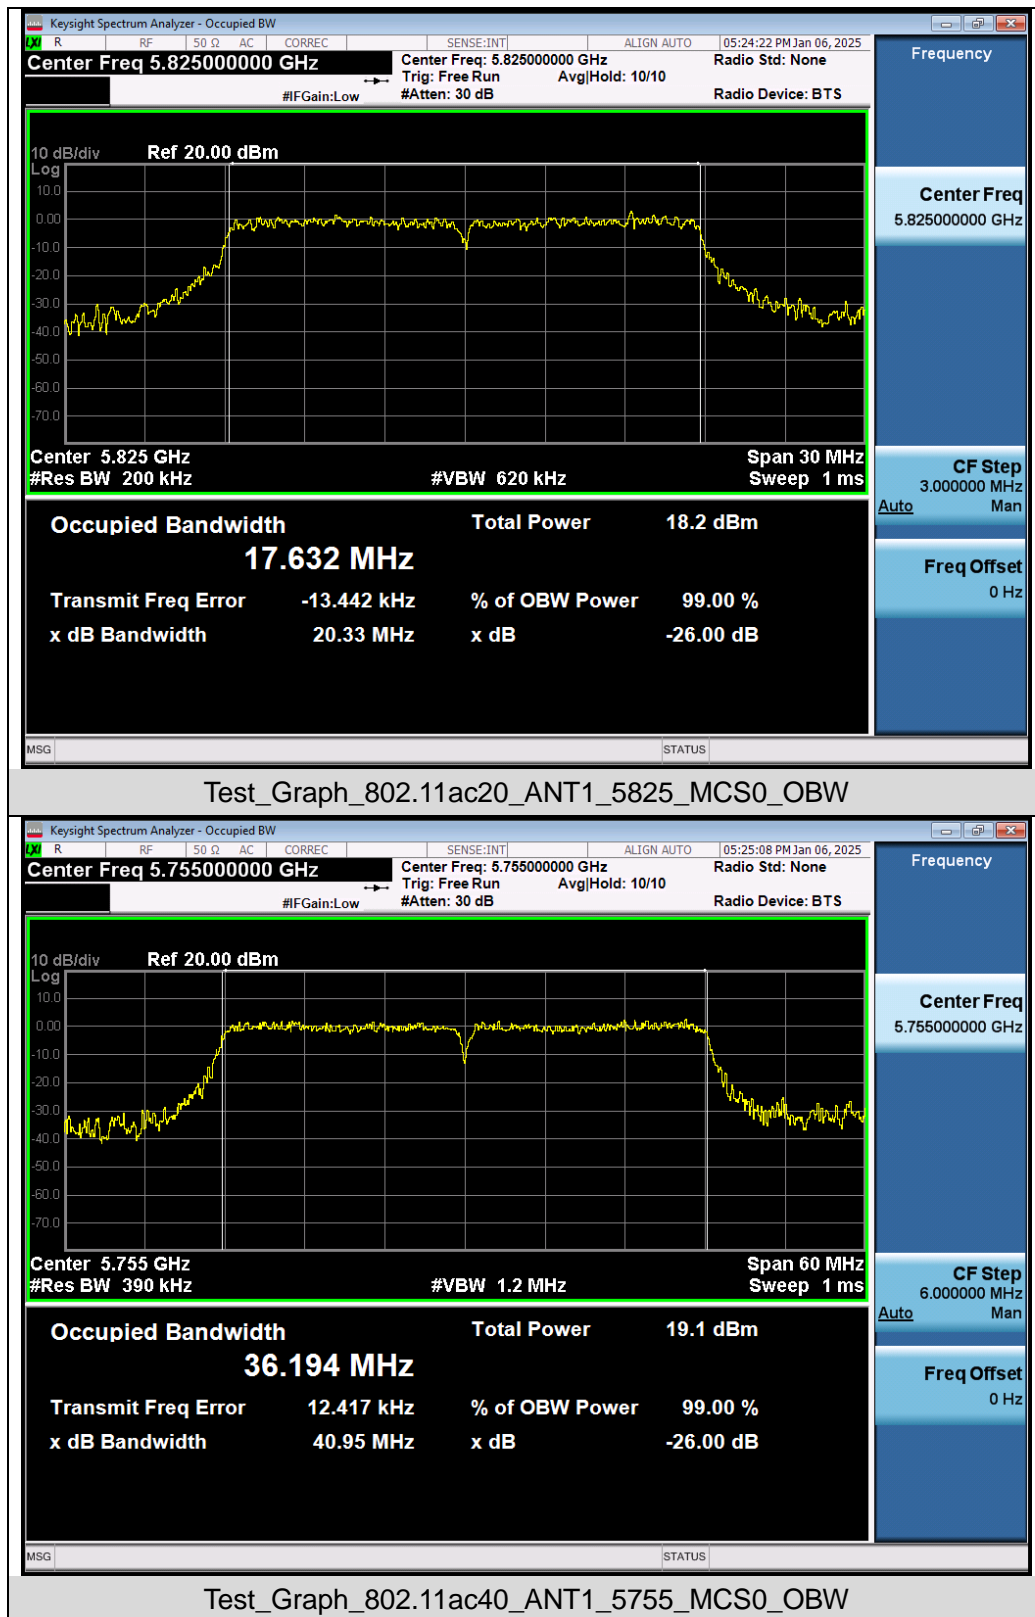 Keysight Spectrum Analyzer - Occupied BW
LXI R RF 50 Ω AC CORREC SENSE:INT ALIGN AUTO 05:24:22 PM Jan 06, 2025
Center Freq 5.825000000 GHz
Center Freq: 5.825000000 GHz
Radio Std: None
Trig: Free Run Avg|Hold: 10/10
#IFGain:Low
#Atten: 30 dB
Radio Device: BTS
Frequency
10 dB/div Ref 20.00 dBm
Log
10.0
0.00
-10.0
-20.0
-30.0
-40.0
-50.0
-60.0
-70.0
Center 5.825 GHz Span 30 MHz
#Res BW 200 kHz #VBW 620 kHz Sweep 1 ms
Center Freq
5.825000000 GHz
CF Step
3.000000 MHz
Auto Man
Freq Offset
0 Hz
Occupied Bandwidth Total Power 18.2 dBm
17.632 MHz
Transmit Freq Error -13.442 kHz % of OBW Power 99.00 %
x dB Bandwidth 20.33 MHz x dB -26.00 dB
MSG STATUS
Test_Graph_802.11ac20_ANT1_5825_MCS0_OBW
Keysight Spectrum Analyzer - Occupied BW
LXI R RF 50 Ω AC CORREC SENSE:INT ALIGN AUTO 05:25:08 PM Jan 06, 2025
Center Freq 5.755000000 GHz
Center Freq: 5.755000000 GHz
Radio Std: None
Trig: Free Run Avg|Hold: 10/10
#IFGain:Low
#Atten: 30 dB
Radio Device: BTS
Frequency
10 dB/div Ref 20.00 dBm
Log
10.0
0.00
-10.0
-20.0
-30.0
-40.0
-50.0
-60.0
-70.0
Center 5.755 GHz Span 60 MHz
#Res BW 390 kHz #VBW 1.2 MHz Sweep 1 ms
Center Freq
5.755000000 GHz
CF Step
6.000000 MHz
Auto Man
Freq Offset
0 Hz
Occupied Bandwidth Total Power 19.1 dBm
36.194 MHz
Transmit Freq Error 12.417 kHz % of OBW Power 99.00 %
x dB Bandwidth 40.95 MHz x dB -26.00 dB
MSG STATUS
Test_Graph_802.11ac40_ANT1_5755_MCS0_OBW